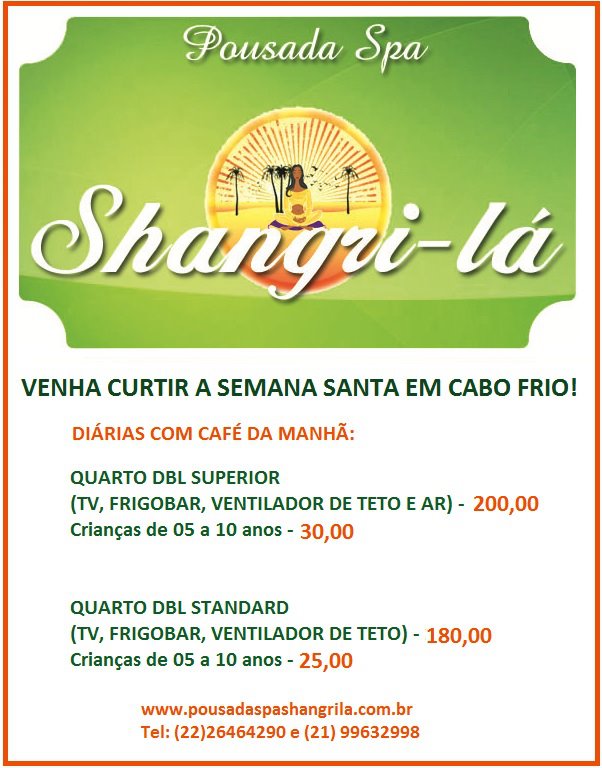 Pousada Spa
Shangri-lá
VENHA CURTIR A SEMANA SANTA EM CABO FRIO!
DIÁRIAS COM CAFÉ DA MANHÃ:
QUARTO DBL SUPERIOR
(TV, FRIGOBAR, VENTILADOR DE TETO E AR) - 200,00
Crianças de 05 a 10 anos - 30,00
QUARTO DBL STANDARD
(TV, FRIGOBAR, VENTILADOR DE TETO) - 180,00
Crianças de 05 a 10 anos - 25,00
www.pousadaspashangrila.com.br
Tel: (22)26464290 e (21) 99632998